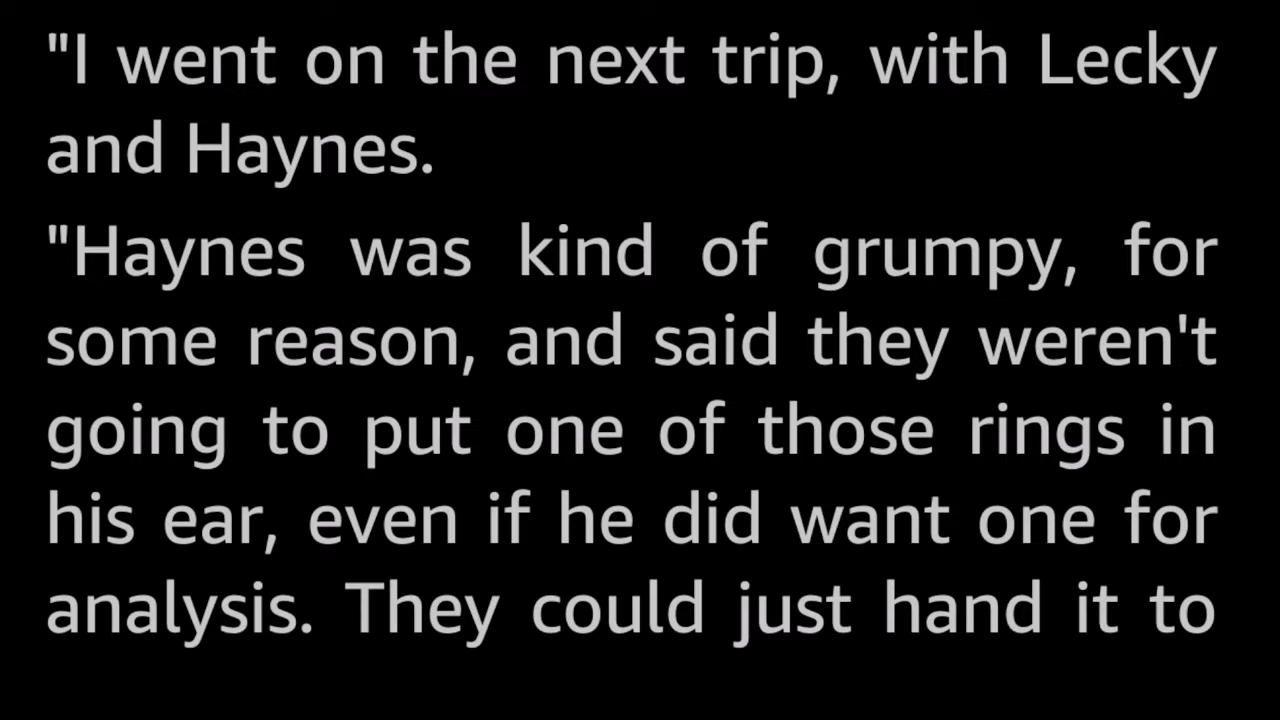 "I went on the next trip, with Lecky
and Haynes.
"Haynes was kind of grumpy, for
some reason, and said they weren't
going to put one of those rings in
his ear, even if he did want one for
analysis. They could just hand it to